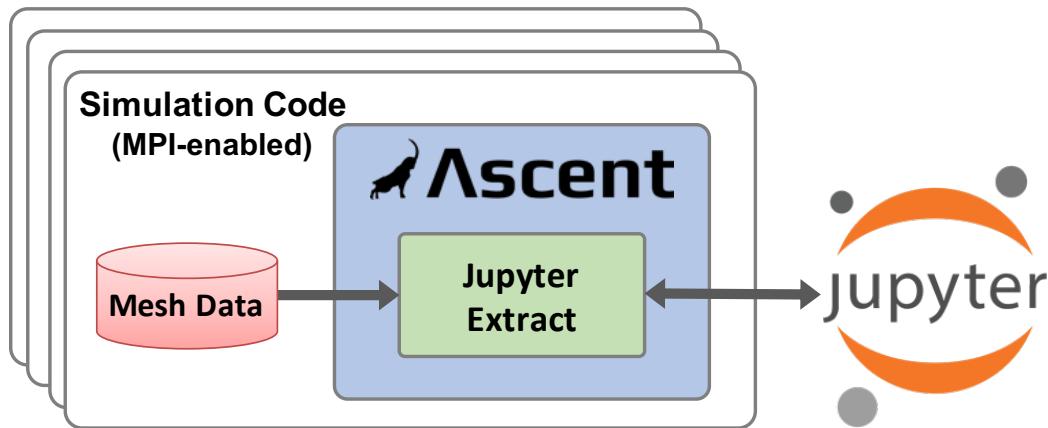 Simulation Code
(MPI-enabled)
Ascent
Mesh Data
Jupyter
Extract
jupyter